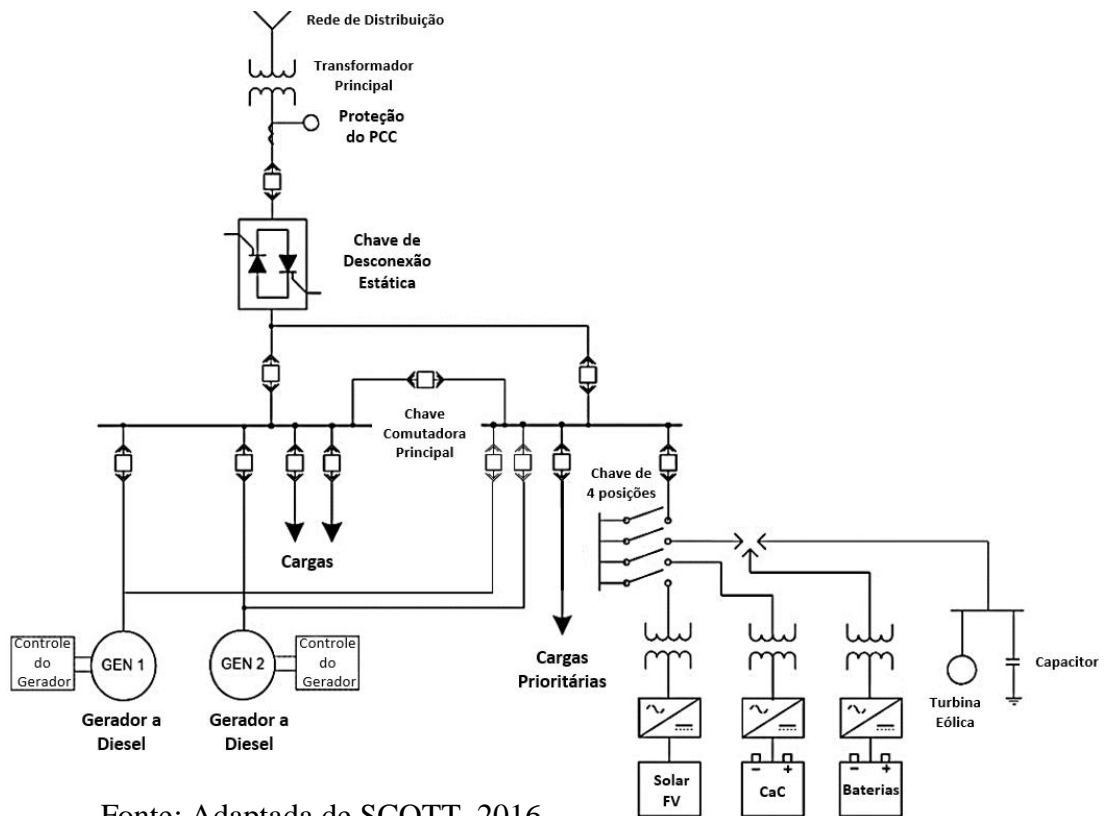 Rede de Distribuição
Transformador
Principal
Proteção
do PCC
Chave de
Desconexão
Estática
Chave
Comutadora
Principal
Chave de
4 posições
Cargas
Controle
do
Gerador
GEN 1
GEN 2
Controle
do
Gerador
Gerador a
Diesel
Gerador a
Diesel
Cargas
Prioritárias
Capacitor
Turbina
Eólica
Solar
FV
- +
CaC
- +
Baterias
Fonte: Adaptada de SCOTT, 2016